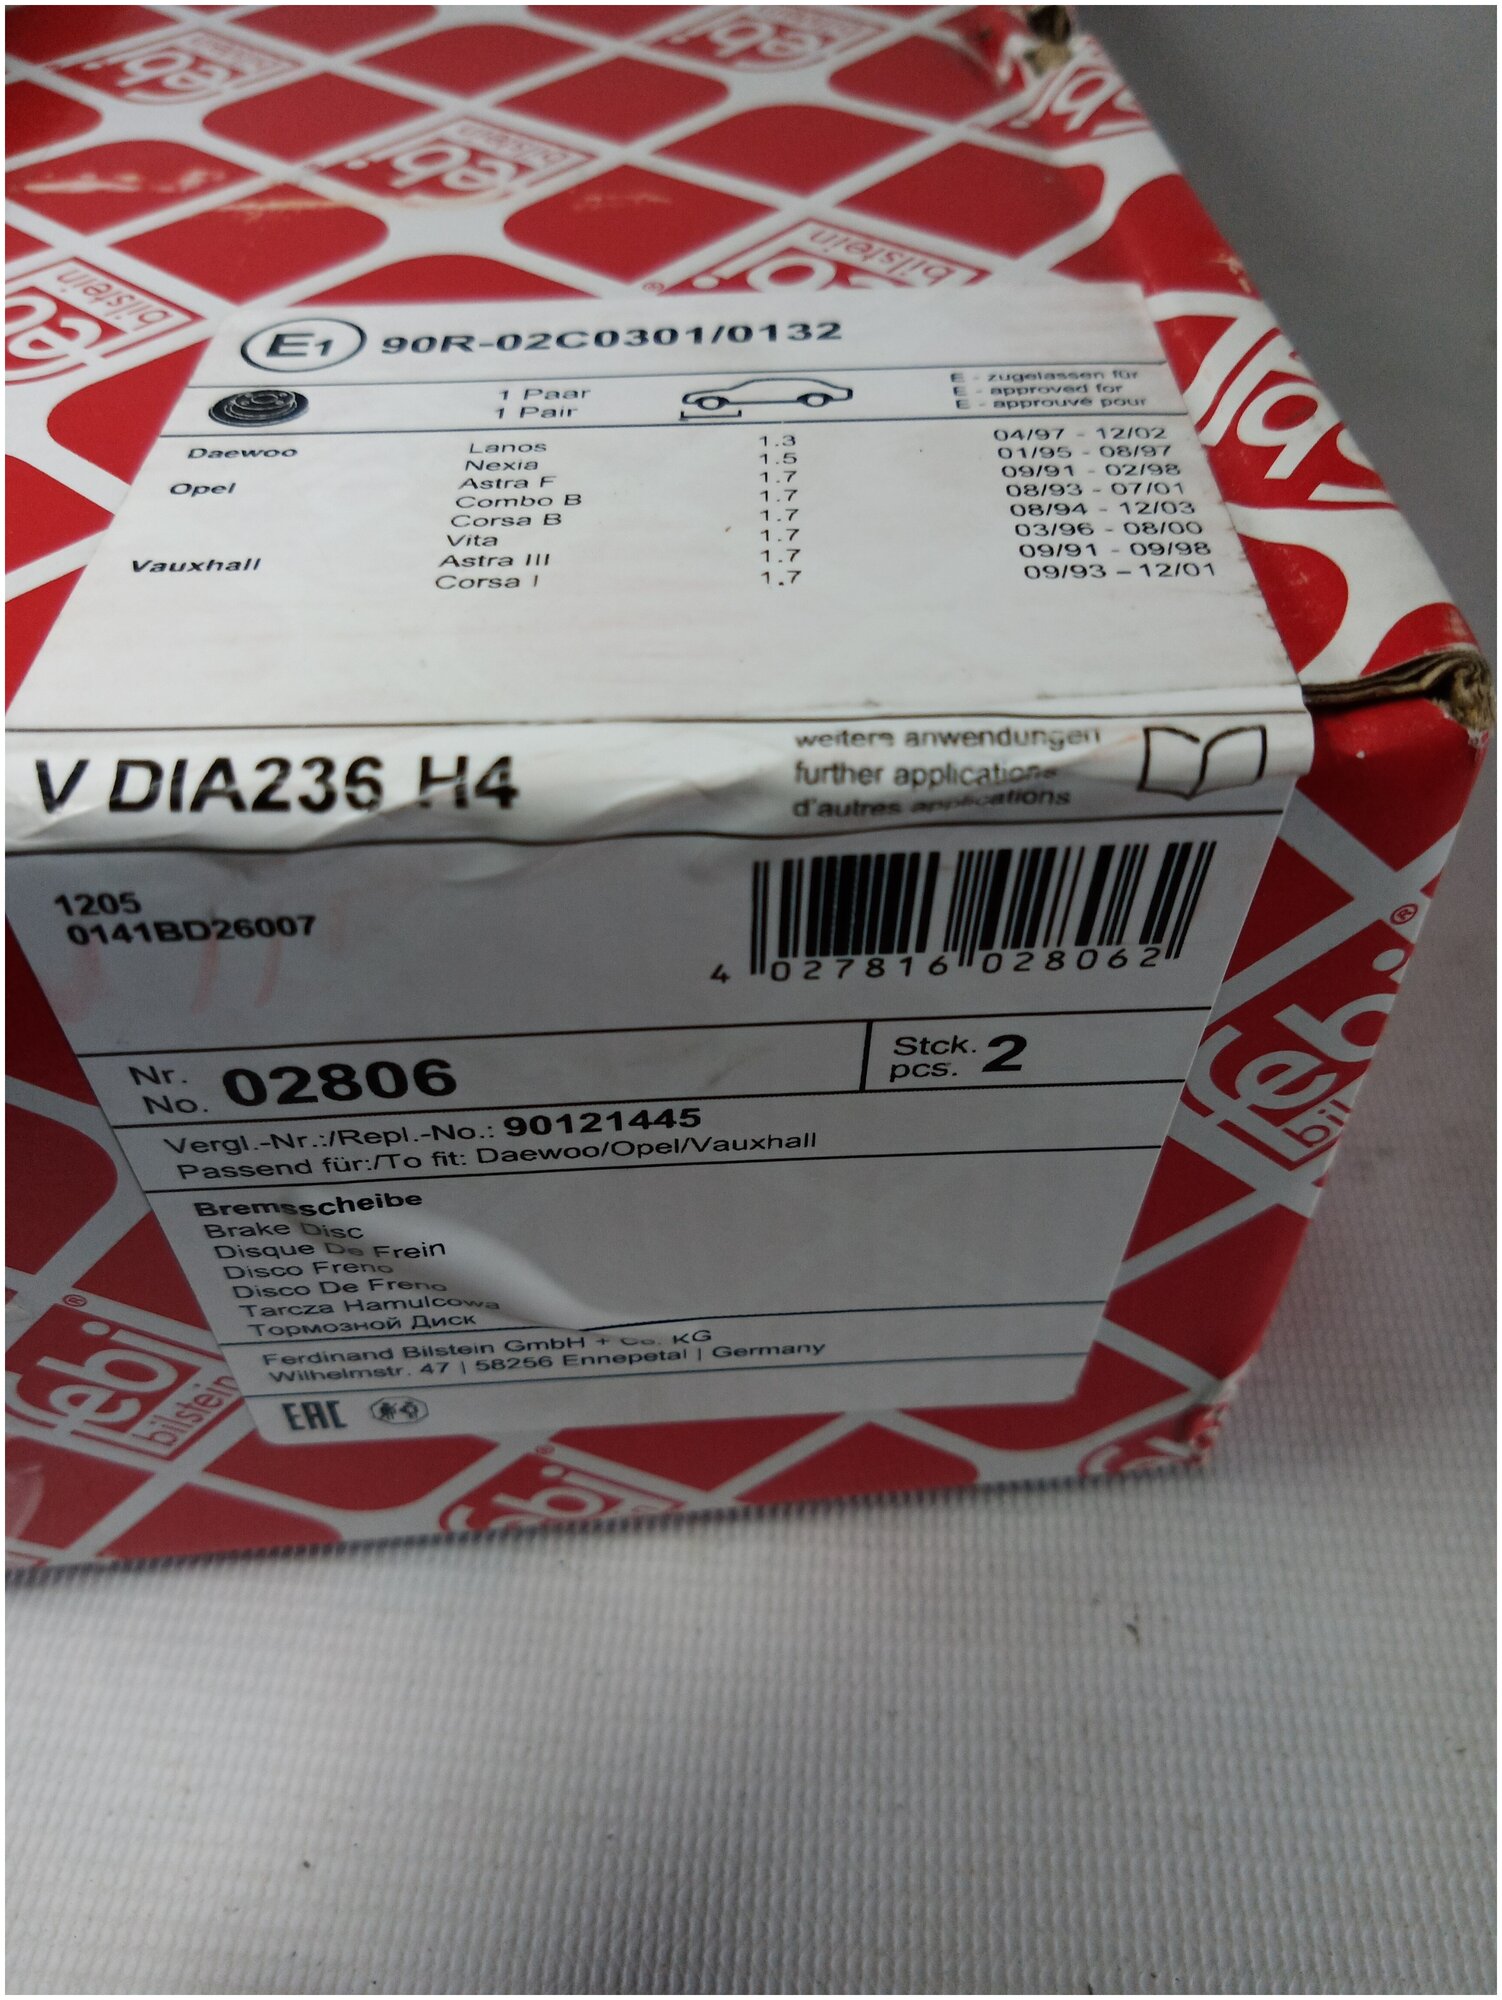 E1 90R-02C0301/0132
1 Paar
1 Pair
E - zugelassen für
E - approved for
E - approuvé pour
Daewoo Lanos 1.3 04/97 - 12/02
Nexia 1.5 01/95 - 08/97
Opel Astra F 1.7 09/91 - 02/98
Combo B 1.7 08/93 - 07/01
Corsa B 1.7 08/94 - 12/03
Vita 1.7 03/96 - 08/00
Vauxhall Astra III 1.7 09/91 - 09/98
Corsa I 1.7 09/93 - 12/01
V DIA236 H4
weitere anwendungen
further applications
d'autres applications
1205
0141BD26007
4 027816 028062
Nr.
No. 02806
Stck.
pcs. 2
Vergl.-Nr.:/Repl.-No.: 90121445
Passend für:/To fit: Daewoo/Opel/Vauxhall
Bremsscheibe
Brake Disc
Disque De Frein
Disco Freno
Disco De Freno
Tarcza Hamulcowa
Тормозной Диск
Ferdinand Bilstein GmbH + Co. KG
Wilhelmstr. 47 | 58256 Ennepetal | Germany
EAC
febi
bilstein